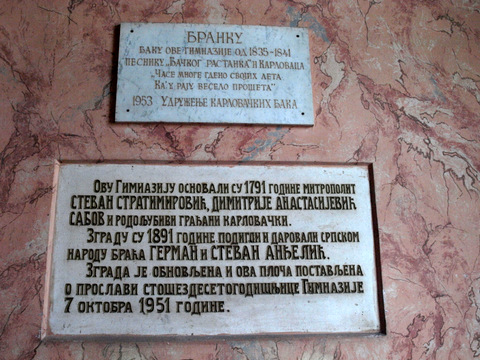 БРАНКУ
ЂАКУ ОВЕ ГИМНАЗИЈЕ ОД 1835-1841
ПЕСНИКУ „ЂАЧКОГ РАСТАНКА" И КАРЛОВАЦА
„ЧАСЕ МНОГЕ ГДЕНО СВОЈИХ ЛЕТА
КА'У РАЈУ ВЕСЕЛО ПРОШЕТА"
1953 УДРУЖЕЊЕ КАРЛОВАЧКИХ ЂАКА
ОВУ ГИМНАЗИЈУ ОСНОВАЛИ СУ 1791 ГОДИНЕ МИТРОПОЛИТ
СТЕВАН СТРАТИМИРОВИЋ, ДИМИТРИЈЕ АНАСТАСИЈЕВИЋ
САБОВ И РОДОЉУБИВИ ГРАЂАНИ КАРЛОВАЧКИ.
ЗГРАДУ СУ 1891 ГОДИНЕ ПОДИГЛИ И ДАРОВАЛИ СРПСКОМ
НАРОДУ БРАЋА ГЕРМАН И СТЕВАН АНЂЕЛИЋ.
ЗГРАДА ЈЕ ОБНОВЉЕНА И ОВА ПЛОЧА ПОСТАВЉЕНА
О ПРОСЛАВИ СТОШЕЗДЕСЕТОГОДИШЊИЦЕ ГИМНАЗИЈЕ
7 ОКТОБРА 1951 ГОДИНЕ.